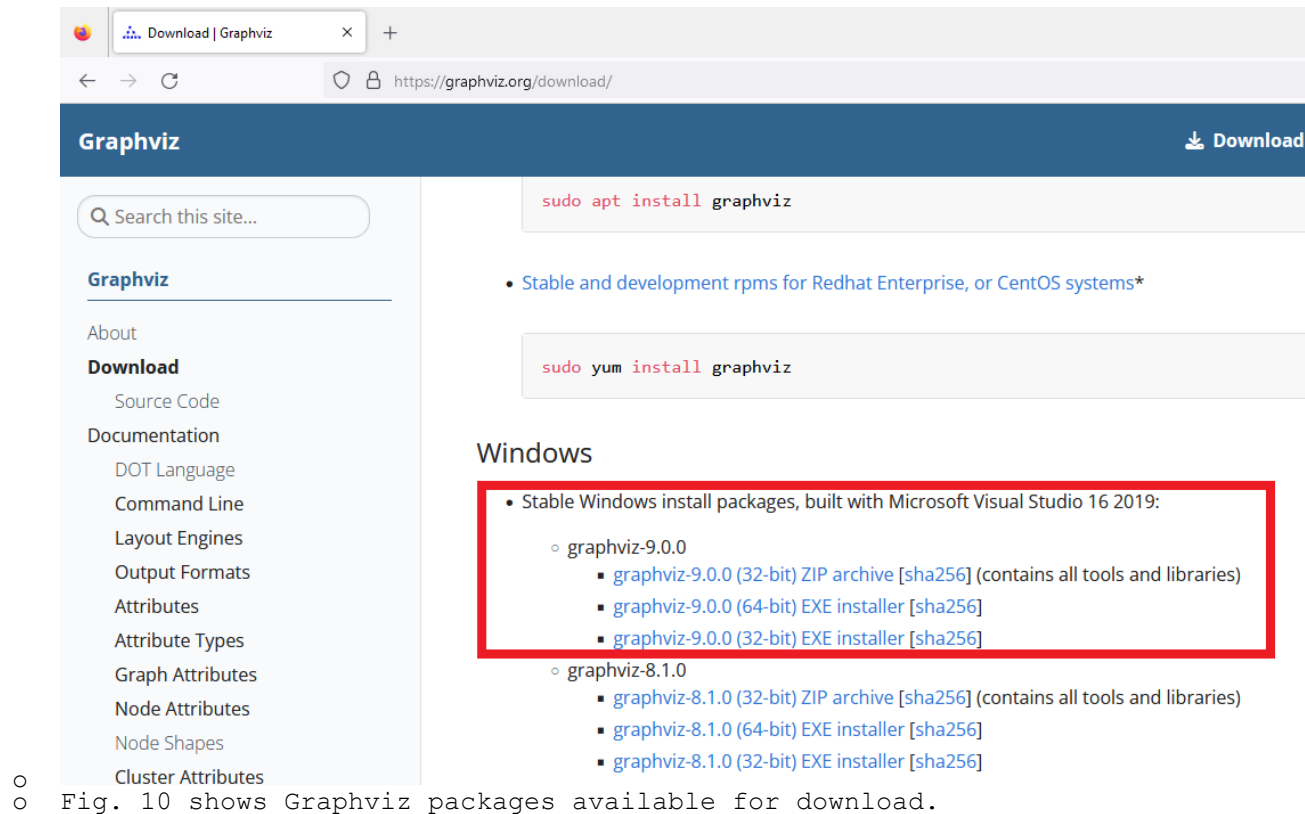 Download | Graphviz
https://graphviz.org/download/
Graphviz
Download
Search this site...
sudo apt install graphviz
Graphviz
Stable and development rpms for Redhat Enterprise, or CentOS systems*
About
Download
sudo yum install graphviz
Source Code
Documentation
DOT Language
Command Line
Layout Engines
Output Formats
Attributes
Attribute Types
Graph Attributes
Node Attributes
Node Shapes
Cluster Attributes
Windows
• Stable Windows install packages, built with Microsoft Visual Studio 16 2019:
◦ graphviz-9.0.0
▪ graphviz-9.0.0 (32-bit) ZIP archive [sha256] (contains all tools and libraries)
▪ graphviz-9.0.0 (64-bit) EXE installer [sha256]
▪ graphviz-9.0.0 (32-bit) EXE installer [sha256]
◦ graphviz-8.1.0
▪ graphviz-8.1.0 (32-bit) ZIP archive [sha256] (contains all tools and libraries)
▪ graphviz-8.1.0 (64-bit) EXE installer [sha256]
▪ graphviz-8.1.0 (32-bit) EXE installer [sha256]
o
o Fig. 10 shows Graphviz packages available for download.